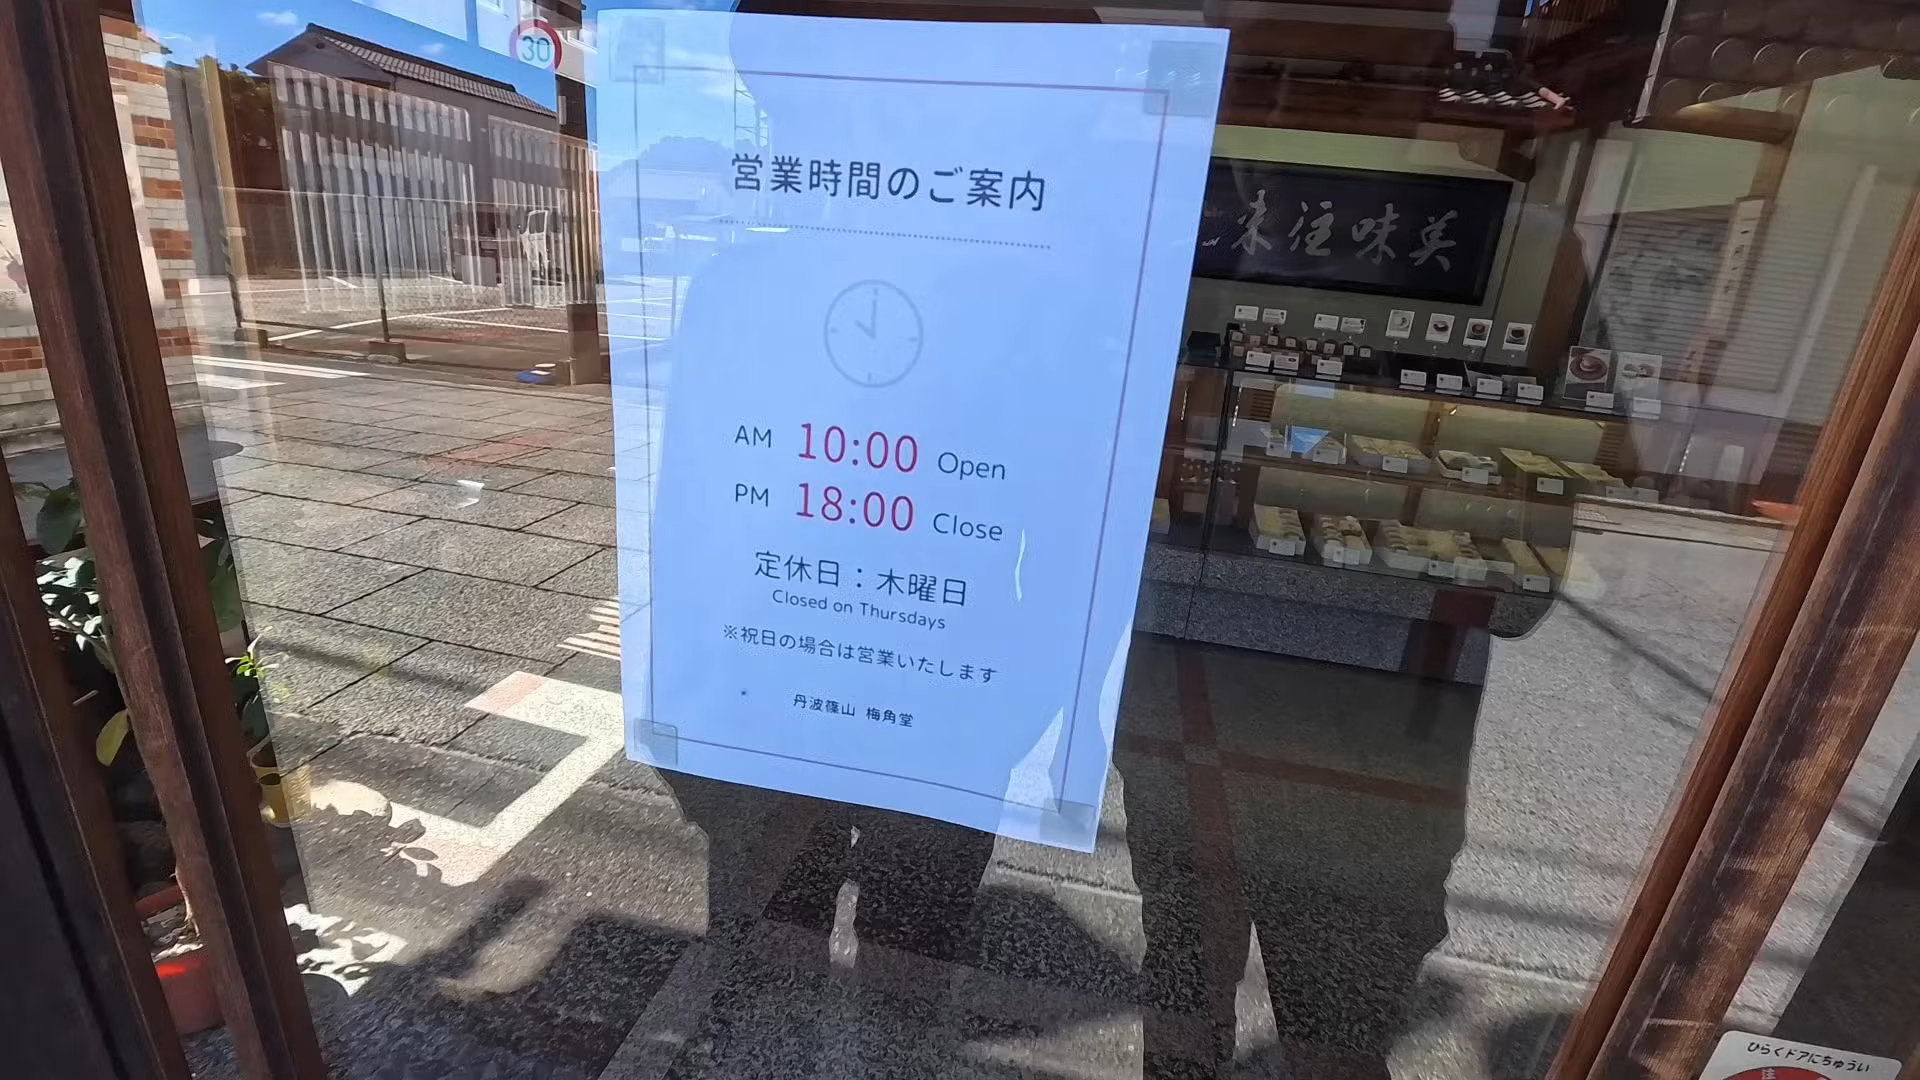 30
営業時間のご案内
AM 10:00 Open
PM 18:00 Close
定休日：木曜日
Closed on Thursdays
※祝日の場合は営業いたします
丹波篠山 梅角堂
来注味美
ひらくドアにちゅうい
注